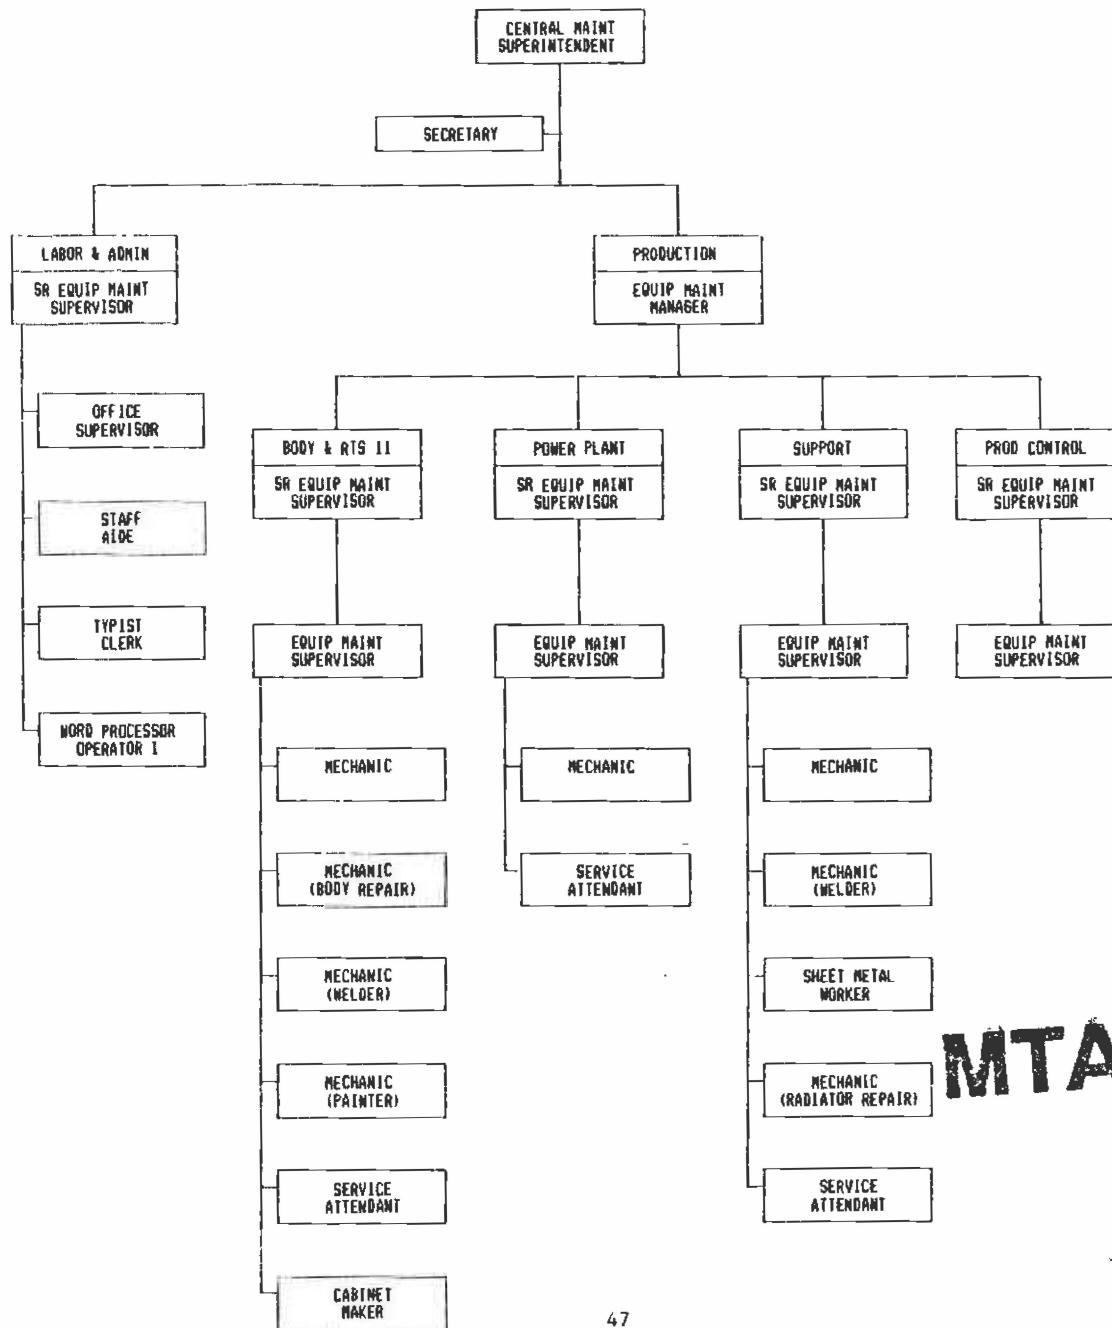 CENTRAL MAINT
SUPERINTENDENT
SECRETARY
LABOR & ADMIN
SR EQUIP MAINT
SUPERVISOR
PRODUCTION
EQUIP MAINT
MANAGER
OFFICE
SUPERVISOR
STAFF
AIDE
TYPIST
CLERK
WORD PROCESSOR
OPERATOR I
BODY & RTS II
SR EQUIP MAINT
SUPERVISOR
EQUIP MAINT
SUPERVISOR
MECHANIC
MECHANIC
(BODY REPAIR)
MECHANIC
(WELDER)
MECHANIC
(PAINTER)
SERVICE
ATTENDANT
CABINET
MAKER
POWER PLANT
SR EQUIP MAINT
SUPERVISOR
EQUIP MAINT
SUPERVISOR
MECHANIC
SERVICE
ATTENDANT
SUPPORT
SR EQUIP MAINT
SUPERVISOR
EQUIP MAINT
SUPERVISOR
MECHANIC
MECHANIC
(WELDER)
SHEET METAL
WORKER
MECHANIC
(RADIATOR REPAIR)
SERVICE
ATTENDANT
PROD CONTROL
SR EQUIP MAINT
SUPERVISOR
EQUIP MAINT
SUPERVISOR
MTA
47